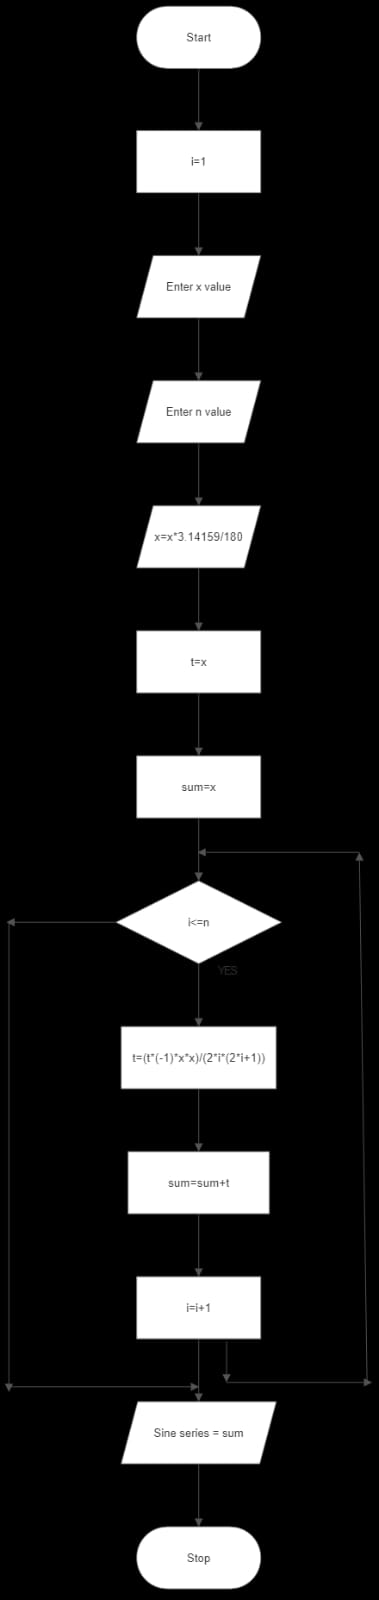 Start
i=1
Enter x value
Enter n value
x=x*3.14159/180
t=x
sum=x
i<=n
YES
t=(t*(-1)*x*x)/(2*i*(2*i+1))
sum=sum+t
i=i+1
Sine series = sum
Stop